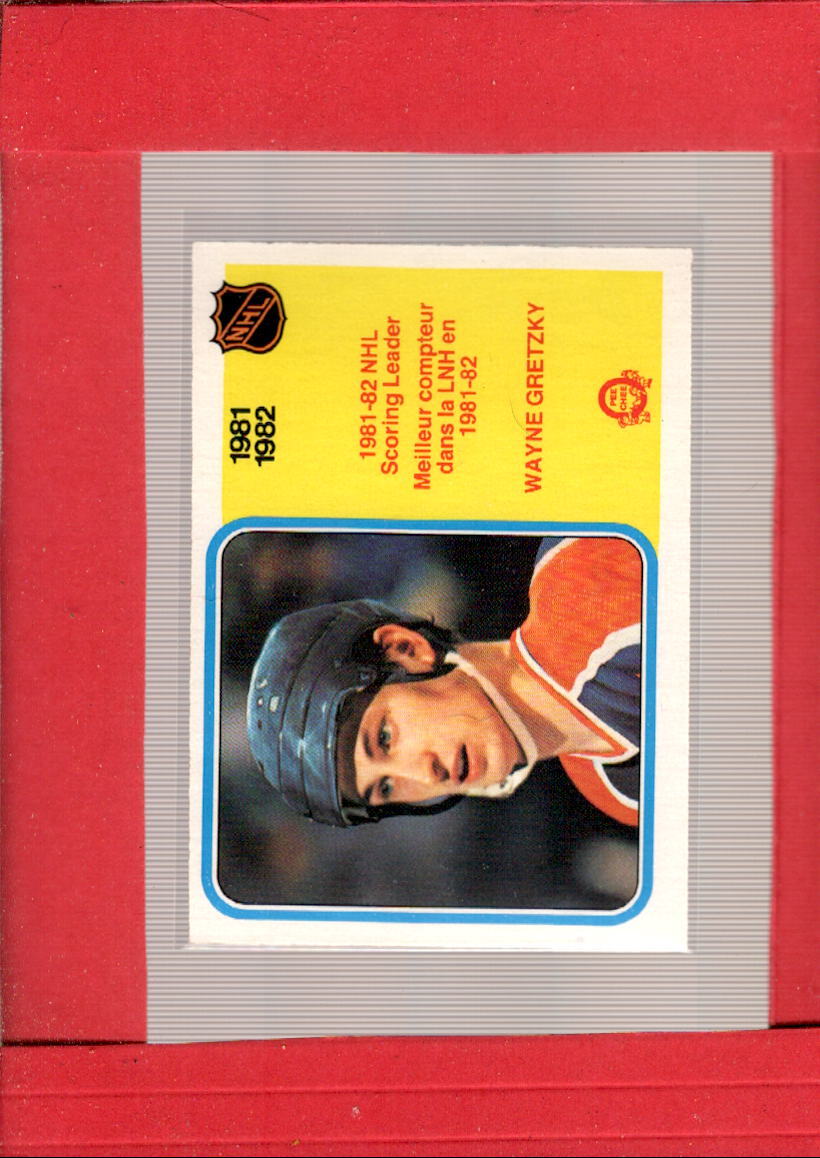 1981
1982
NHL
1981-82 NHL
Scoring Leader
Meilleur compteur
dans la LNH en
1981-82
WAYNE GRETZKY
PEE
CHEE